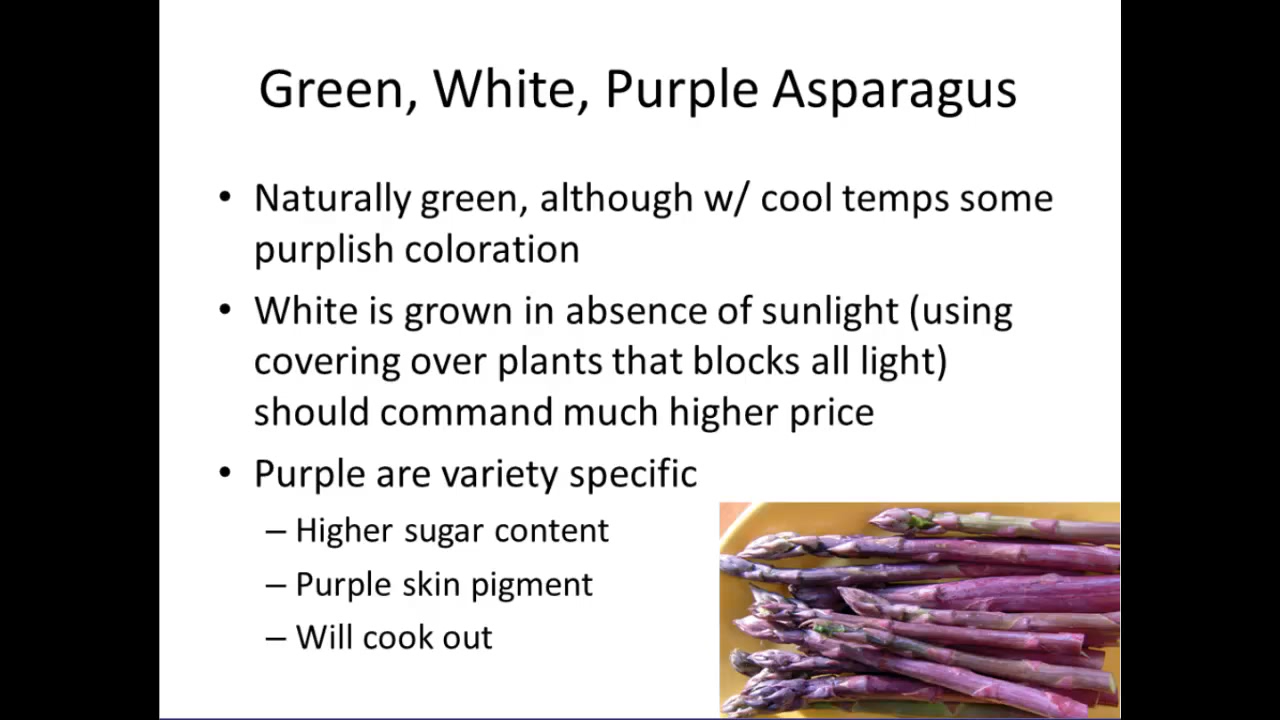 Green, White, Purple Asparagus
• Naturally green, although w/ cool temps some
purplish coloration
• White is grown in absence of sunlight (using
covering over plants that blocks all light)
should command much higher price
• Purple are variety specific
– Higher sugar content
– Purple skin pigment
– Will cook out